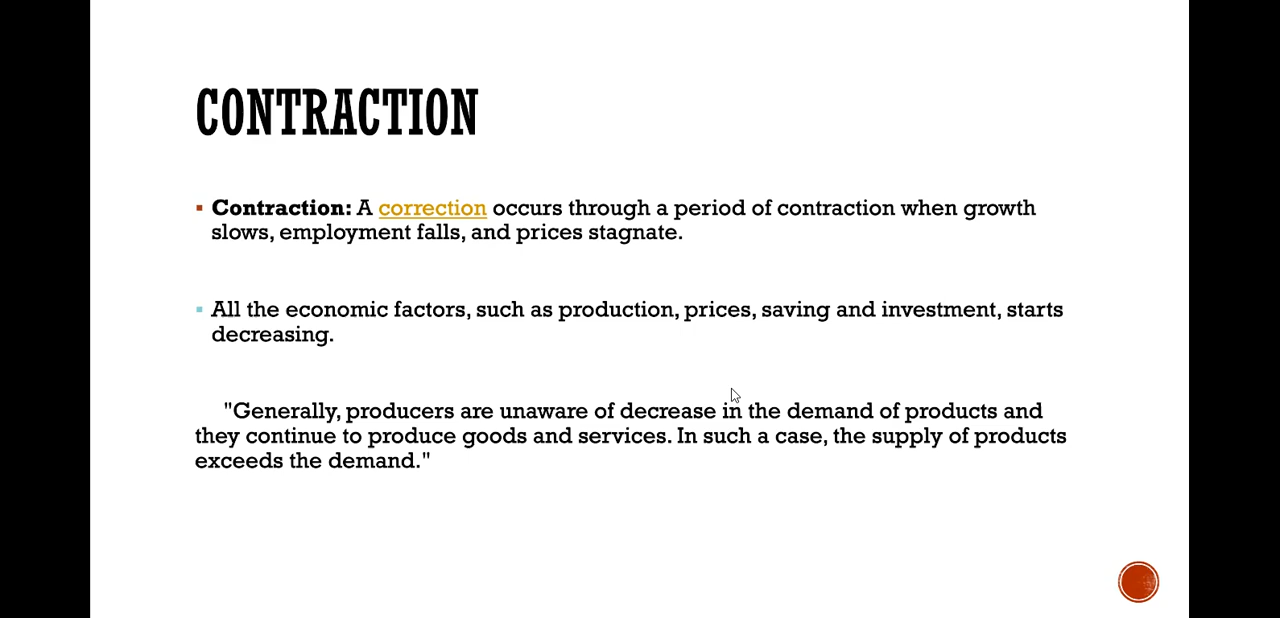 CONTRACTION
▪ Contraction: A correction occurs through a period of contraction when growth
slows, employment falls, and prices stagnate.
▪ All the economic factors, such as production, prices, saving and investment, starts
decreasing.
"Generally, producers are unaware of decrease in the demand of products and
they continue to produce goods and services. In such a case, the supply of products
exceeds the demand."